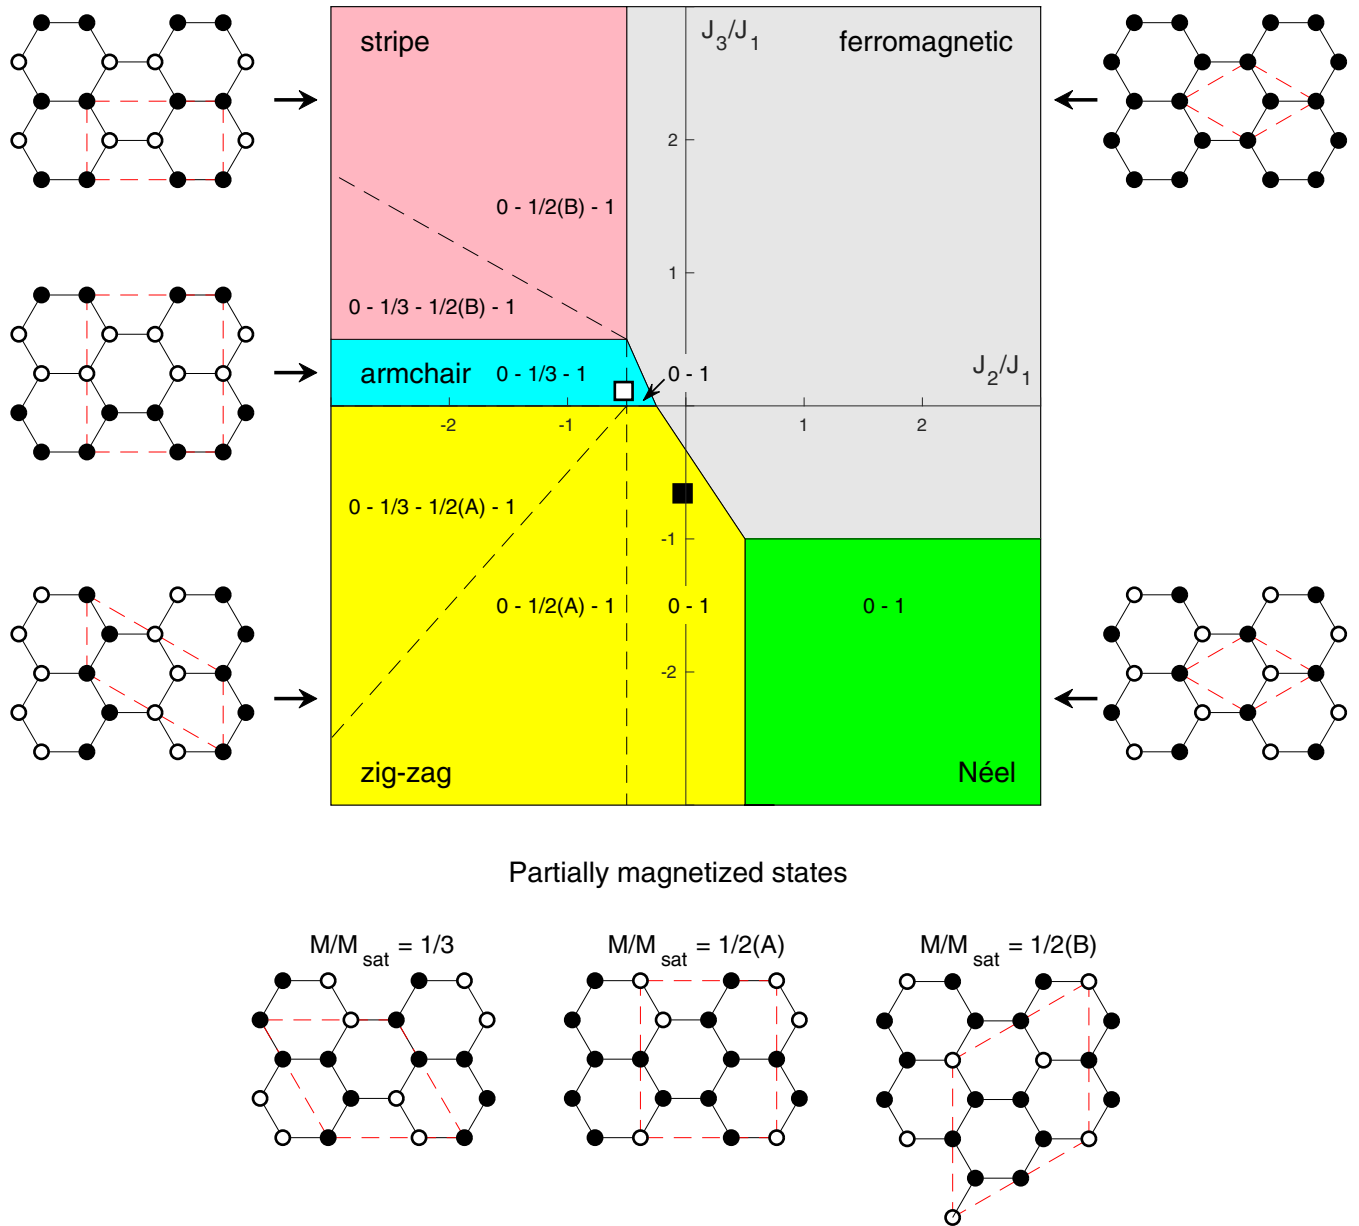 stripe
J3/J1
ferromagnetic
2
0 - 1/2(B) - 1
1
0 - 1/3 - 1/2(B) - 1
armchair
0 - 1/3 - 1
0 - 1
J2/J1
-2
-1
1
2
0 - 1/3 - 1/2(A) - 1
-1
0 - 1/2(A) - 1
0 - 1
0 - 1
-2
zig-zag
Néel
Partially magnetized states
M/Msat = 1/3
M/Msat = 1/2(A)
M/Msat = 1/2(B)